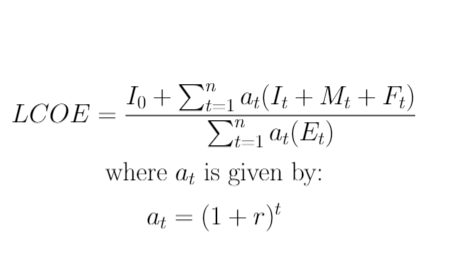 LCOE = \frac{I_0 + \sum_{t=1}^{n} a_t(I_t + M_t + F_t)}{\sum_{t=1}^{n} a_t(E_t)}
where a_t is given by:
a_t = (1 + r)^t